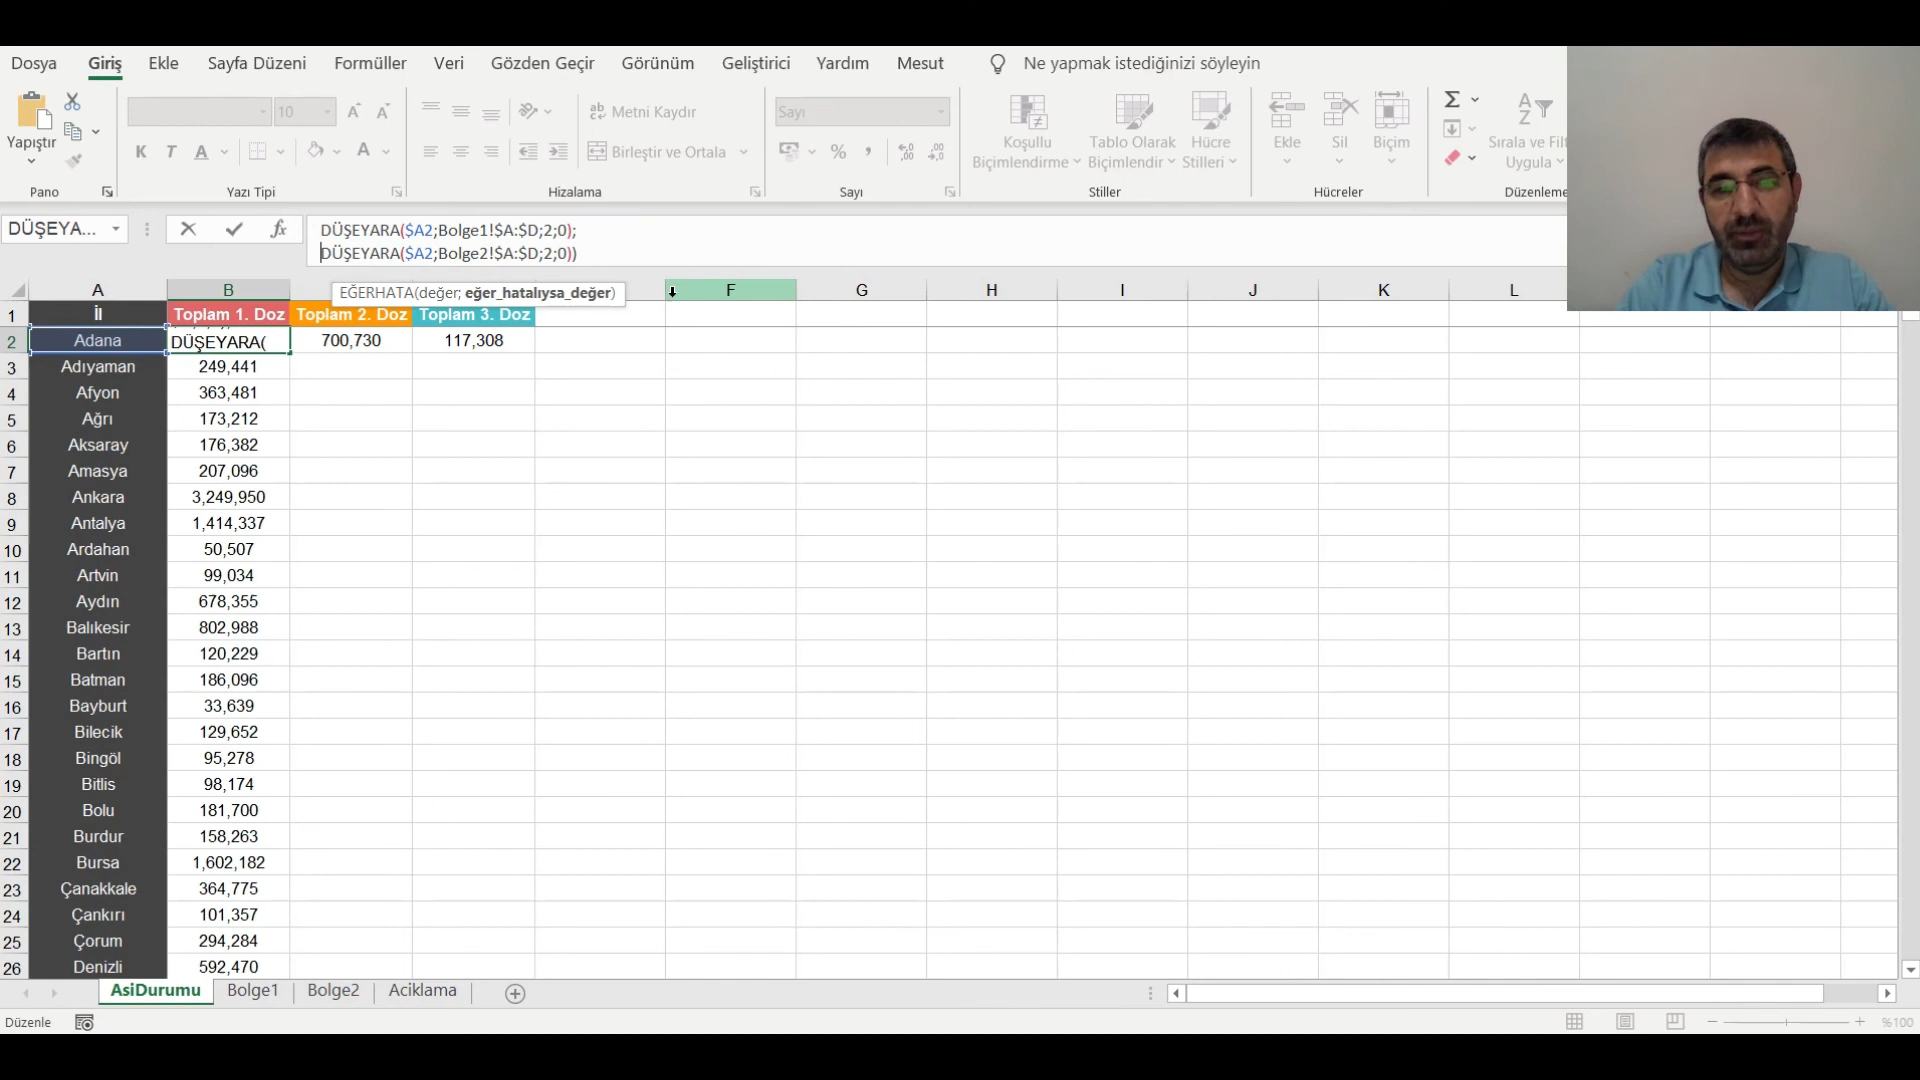 Dosya Giriş Ekle Sayfa Düzeni Formüller Veri Gözden Geçir Görünüm Geliştirici Yardım Mesut Ne yapmak istediğinizi söyleyin
Yapıştır
10
Metni Kaydır
Sayı
K T A
Birleştir ve Ortala
%
Koşullu Biçimlendirme
Tablo Olarak Biçimlendir
Hücre Stilleri
Ekle
Sil
Biçim
Sırala ve Filt
Uygula
Pano Yazı Tipi Hizalama Sayı Stiller Hücreler Düzenleme
DÜŞEYA...
DÜŞEYARA($A2;Bolge1!$A:$D;2;0);
DÜŞEYARA($A2;Bolge2!$A:$D;2;0))
EĞERHATA(değer; eğer_hatalıysa_değer)
A B F G H I J K L
1 İl Toplam 1. Doz Toplam 2. Doz Toplam 3. Doz
2 Adana DÜŞEYARA( 700,730 117,308
3 Adıyaman 249,441
4 Afyon 363,481
5 Ağrı 173,212
6 Aksaray 176,382
7 Amasya 207,096
8 Ankara 3,249,950
9 Antalya 1,414,337
10 Ardahan 50,507
11 Artvin 99,034
12 Aydın 678,355
13 Balıkesir 802,988
14 Bartın 120,229
15 Batman 186,096
16 Bayburt 33,639
17 Bilecik 129,652
18 Bingöl 95,278
19 Bitlis 98,174
20 Bolu 181,700
21 Burdur 158,263
22 Bursa 1,602,182
23 Çanakkale 364,775
24 Çankırı 101,357
25 Çorum 294,284
26 Denizli 592,470
AsiDurumu Bolge1 Bolge2 Aciklama
Düzenle
%100